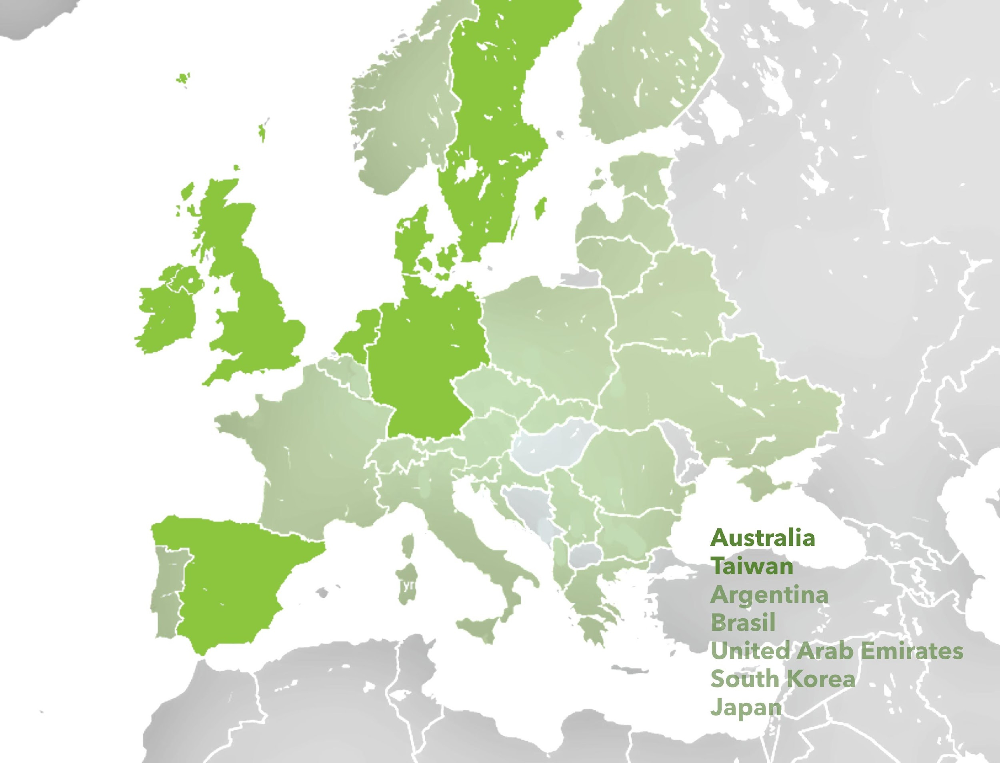 Australia
Taiwan
Argentina
Brasil
United Arab Emirates
South Korea
Japan